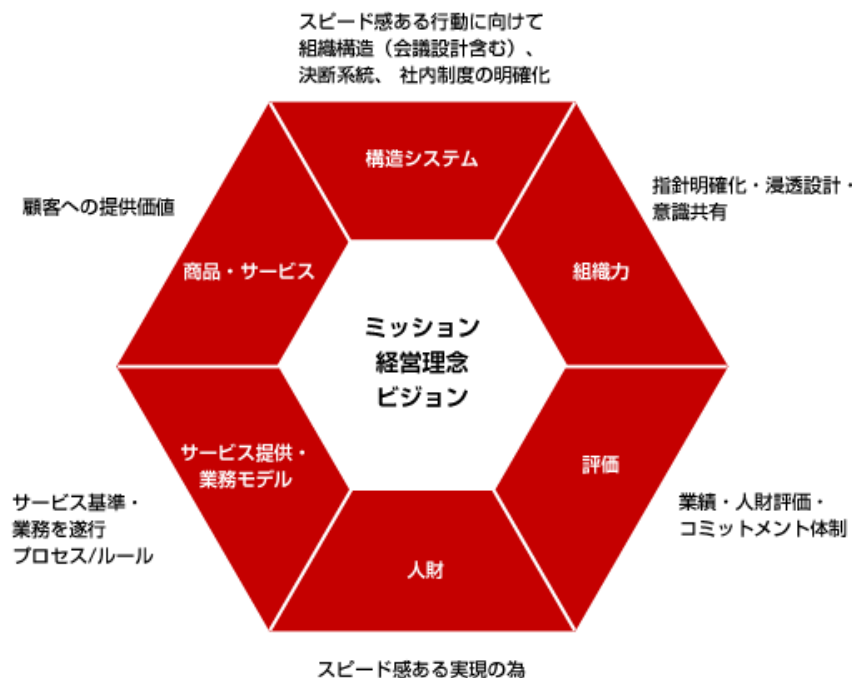 スピード感ある行動に向けて
組織構造（会議設計含む）、
決断系統、 社内制度の明確化
構造システム
指針明確化・浸透設計・
意識共有
顧客への提供価値
商品・サービス
組織力
ミッション
経営理念
ビジョン
サービス提供・
業務モデル
評価
サービス基準・
業務を遂行
プロセス/ルール
業績・人財評価・
コミットメント体制
人財
スピード感ある実現の為